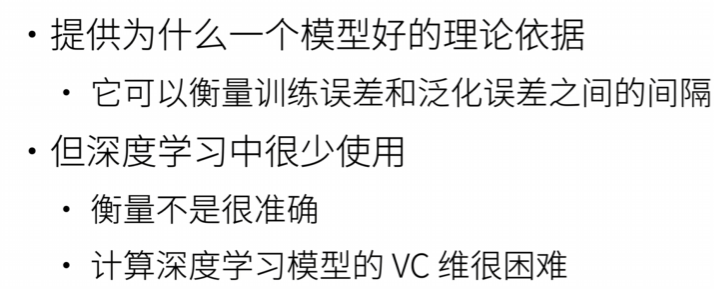 • 提供为什么一个模型好的理论依据
• 它可以衡量训练误差和泛化误差之间的间隔
• 但深度学习中很少使用
• 衡量不是很准确
• 计算深度学习模型的 VC 维很困难